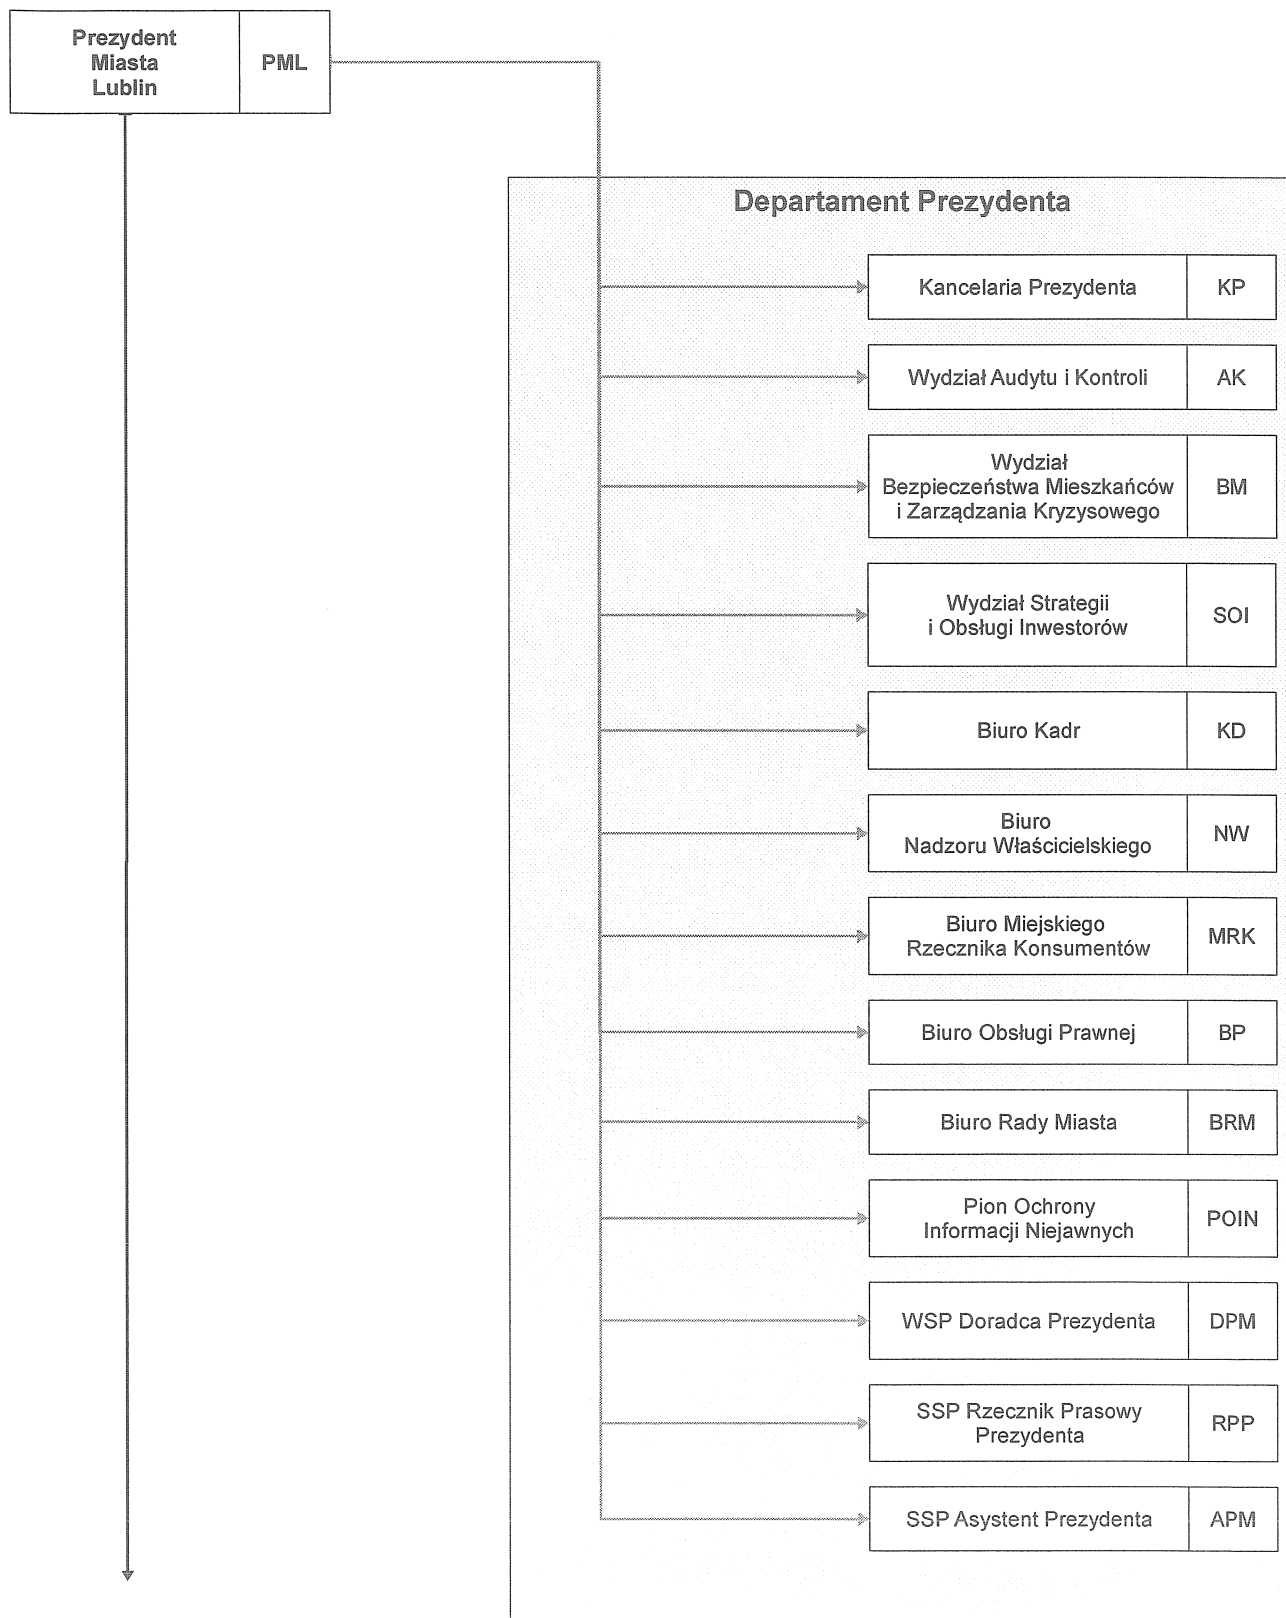 Prezydent
Miasta
Lublin
PML
Departament Prezydenta
Kancelaria Prezydenta
KP
Wydział Audytu i Kontroli
AK
Wydział
Bezpieczeństwa Mieszkańców
i Zarządzania Kryzysowego
BM
Wydział Strategii
i Obsługi Inwestorów
SOI
Biuro Kadr
KD
Biuro
Nadzoru Właścicielskiego
NW
Biuro Miejskiego
Rzecznika Konsumentów
MRK
Biuro Obsługi Prawnej
BP
Biuro Rady Miasta
BRM
Pion Ochrony
Informacji Niejawnych
POIN
WSP Doradca Prezydenta
DPM
SSP Rzecznik Prasowy
Prezydenta
RPP
SSP Asystent Prezydenta
APM